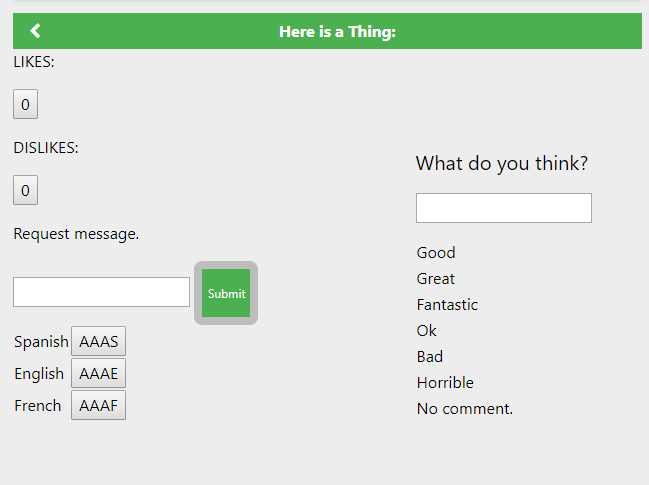 Here is a Thing:
LIKES:
0
DISLIKES:
0
Request message.
Submit
Spanish AAAS
English AAAE
French AAAF
What do you think?
Good
Great
Fantastic
Ok
Bad
Horrible
No comment.